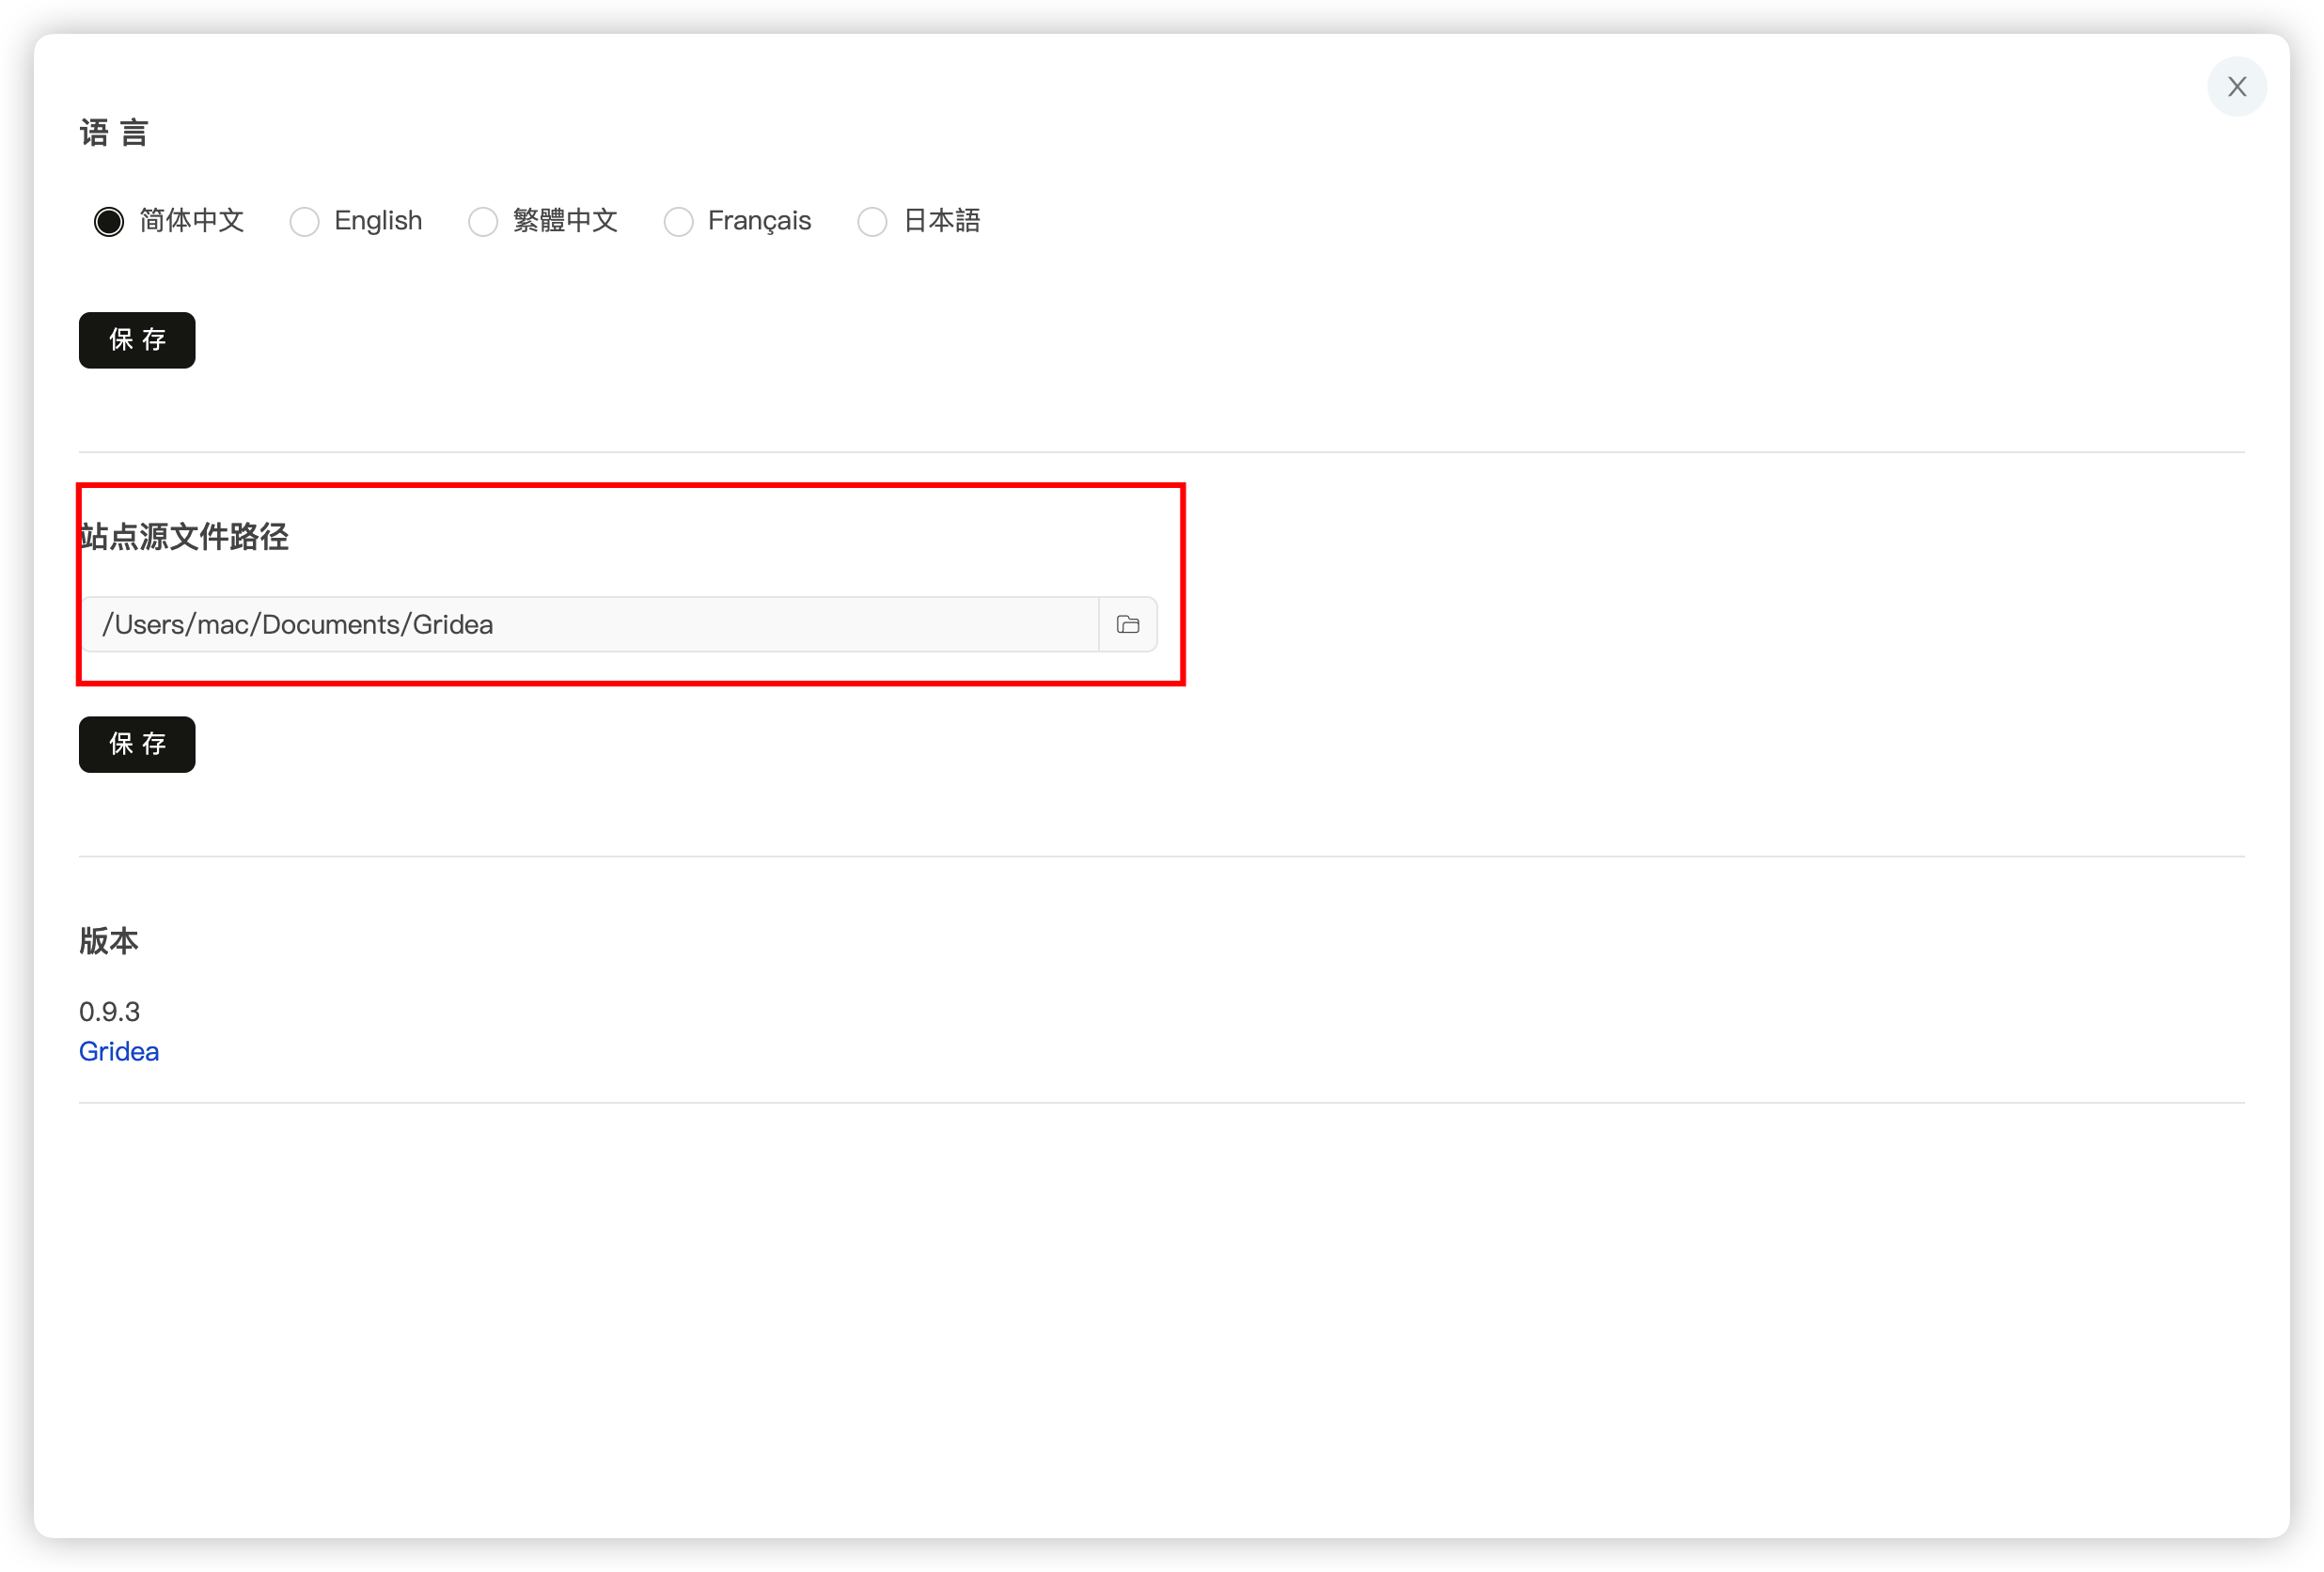 语 言
简体中文 English 繁體中文 Français 日本語
保 存
站点源文件路径
/Users/mac/Documents/Gridea
保 存
版本
0.9.3
Gridea